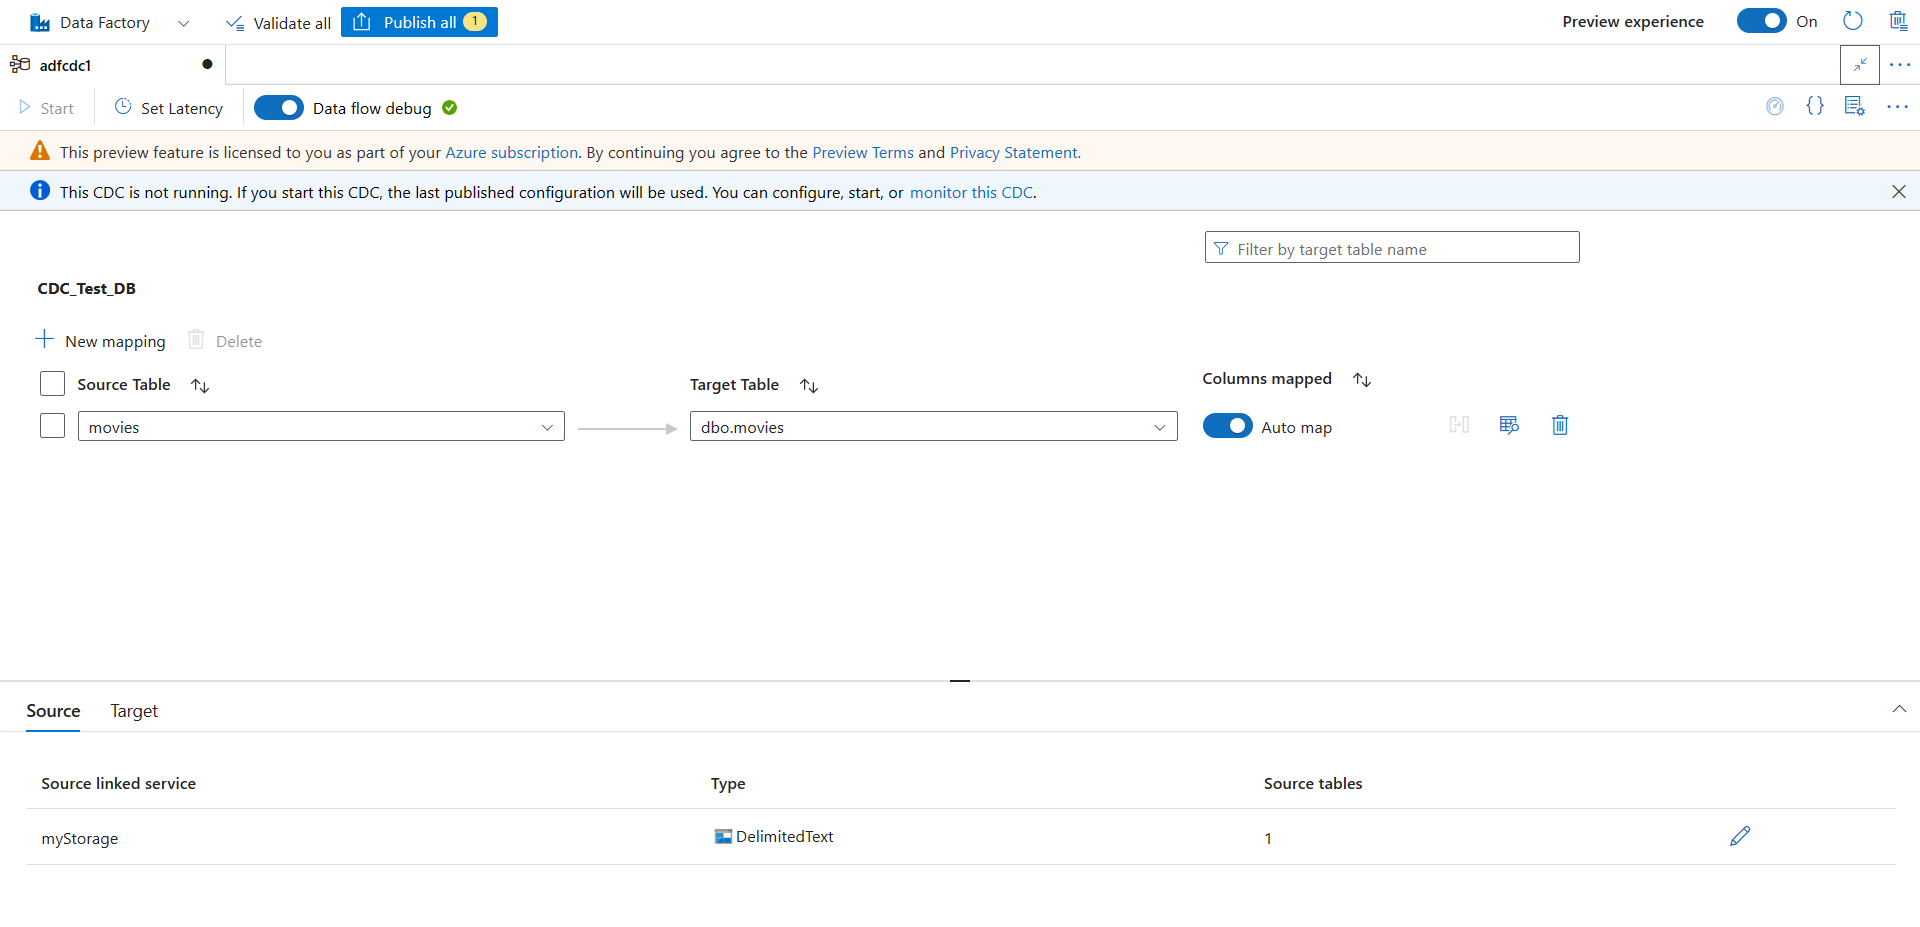 Data Factory Validate all Publish all 1 Preview experience On
adfcdc1
Start Set Latency Data flow debug
This preview feature is licensed to you as part of your Azure subscription. By continuing you agree to the Preview Terms and Privacy Statement.
This CDC is not running. If you start this CDC, the last published configuration will be used. You can configure, start, or monitor this CDC.
Filter by target table name
CDC_Test_DB
New mapping Delete
Source Table Target Table Columns mapped
movies dbo.movies Auto map
Source Target
Source linked service Type Source tables
myStorage DelimitedText 1